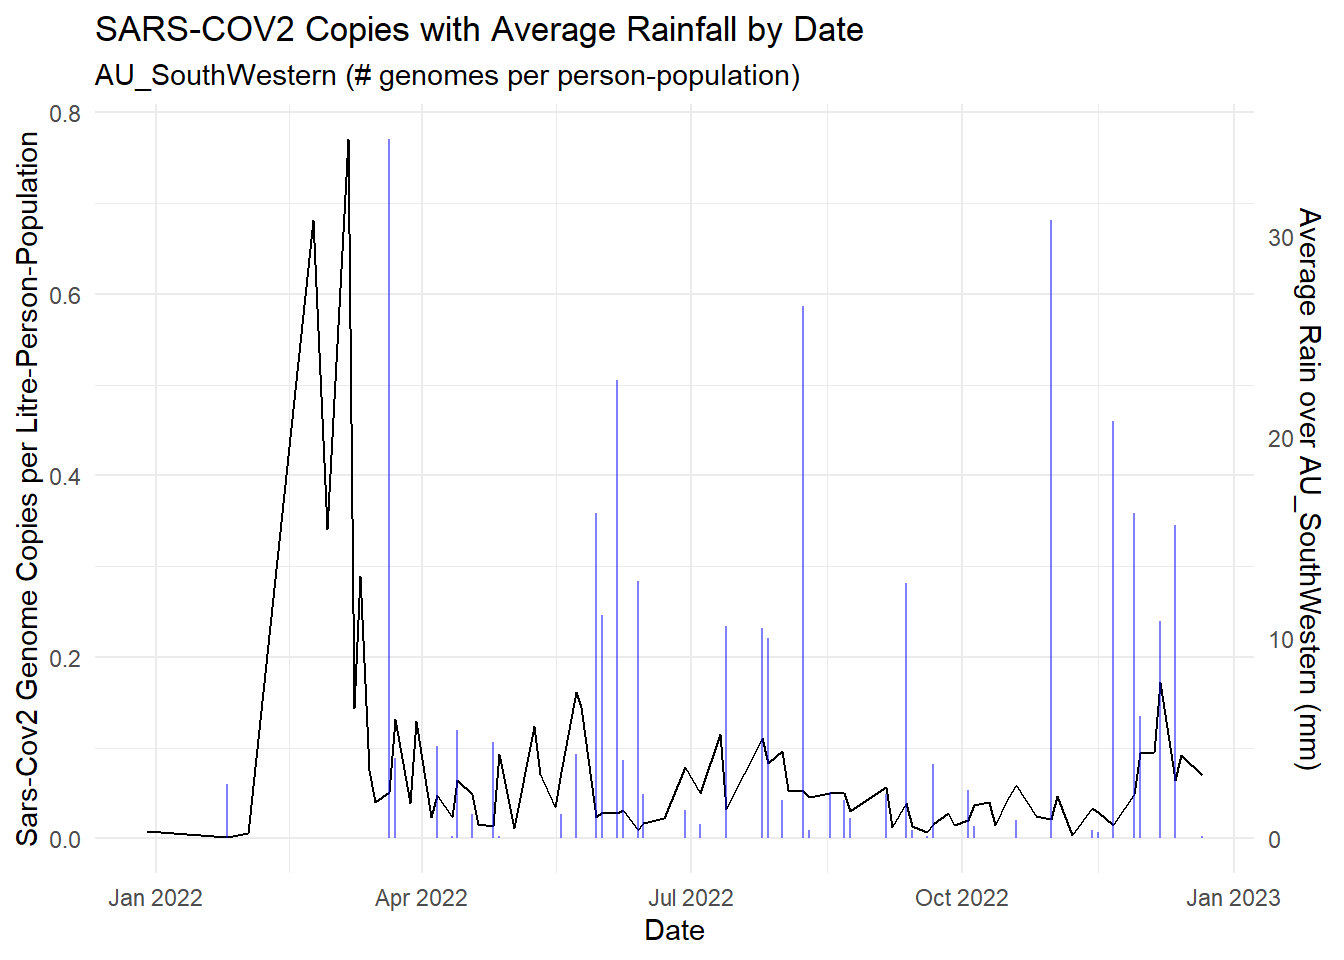 SARS-COV2 Copies with Average Rainfall by Date
AU_SouthWestern (# genomes per person-population)
Sars-Cov2 Genome Copies per Litre-Person-Population
0.8
0.6
0.4
0.2
0.0
30
20
10
0
Average Rain over AU_SouthWestern (mm)
Jan 2022
Apr 2022
Jul 2022
Oct 2022
Jan 2023
Date